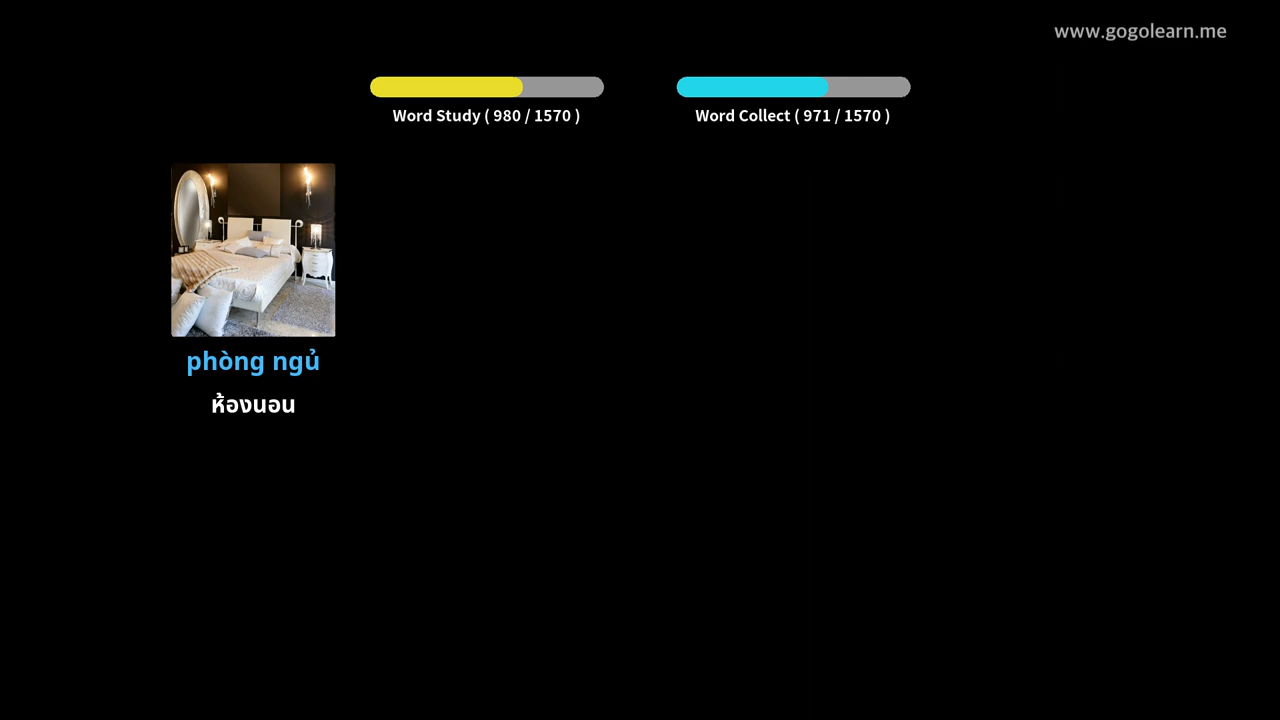 www.gogolearn.me
Word Study ( 980 / 1570 )
Word Collect ( 971 / 1570 )
phòng ngủ
ห้องนอน